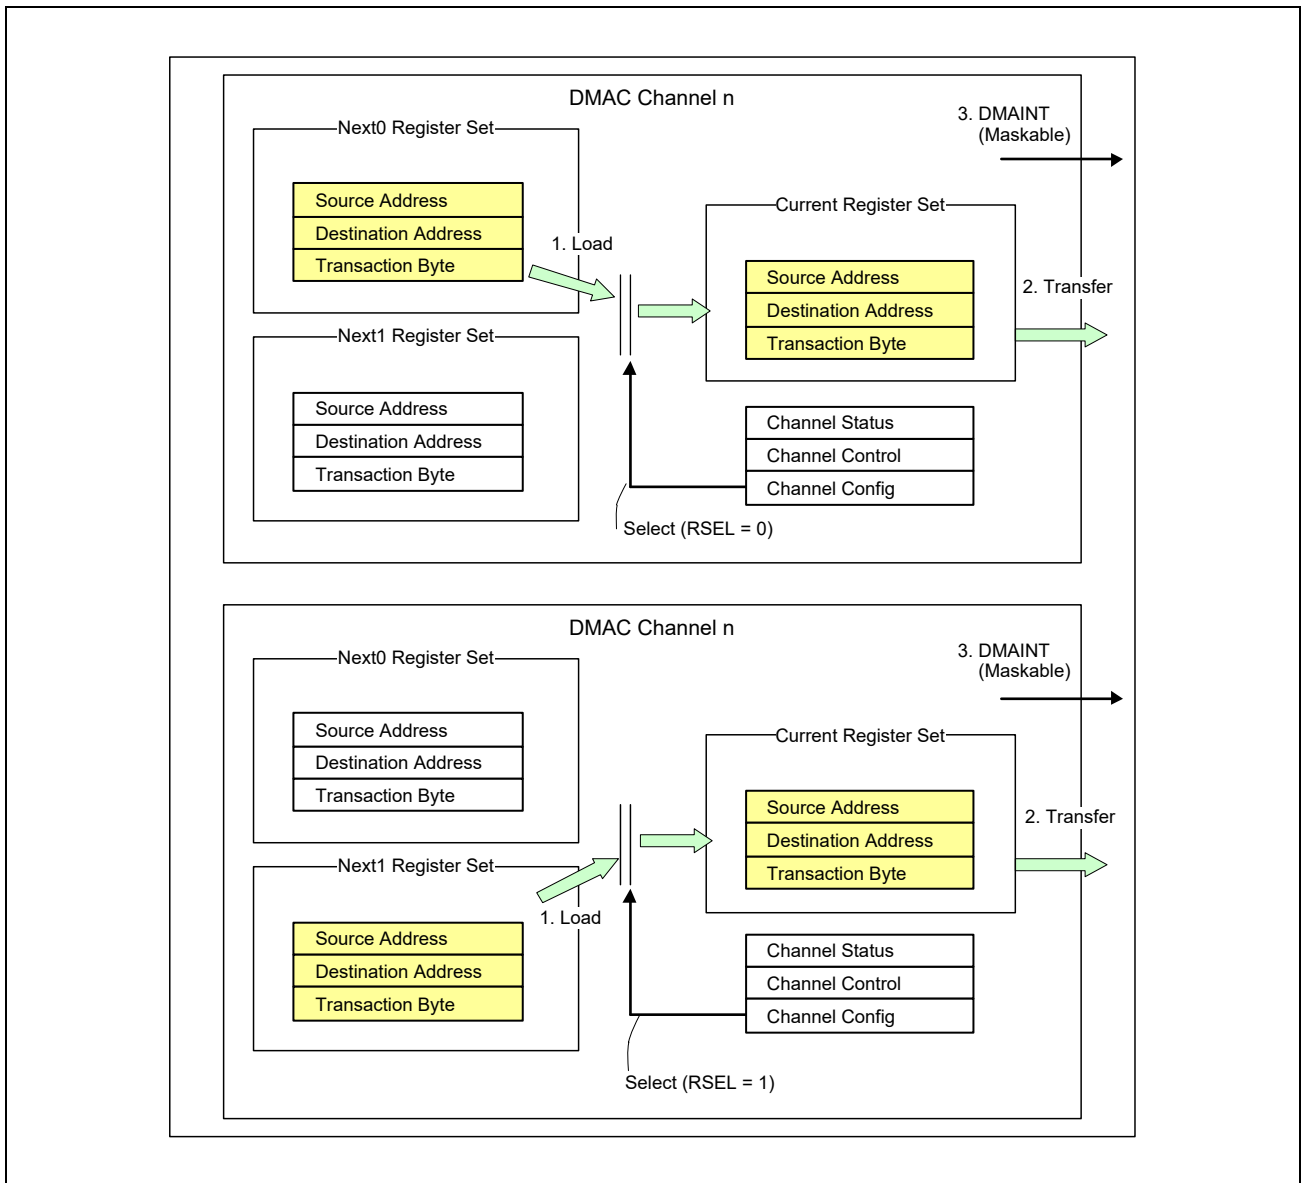 DMAC Channel n
3. DMAINT
(Maskable)
Next0 Register Set
Source Address
Destination Address
Transaction Byte
1. Load
Current Register Set
Source Address
Destination Address
Transaction Byte
2. Transfer
Next1 Register Set
Source Address
Destination Address
Transaction Byte
Channel Status
Channel Control
Channel Config
Select (RSEL = 0)
DMAC Channel n
3. DMAINT
(Maskable)
Next0 Register Set
Source Address
Destination Address
Transaction Byte
Current Register Set
Source Address
Destination Address
Transaction Byte
2. Transfer
Next1 Register Set
1. Load
Source Address
Destination Address
Transaction Byte
Channel Status
Channel Control
Channel Config
Select (RSEL = 1)